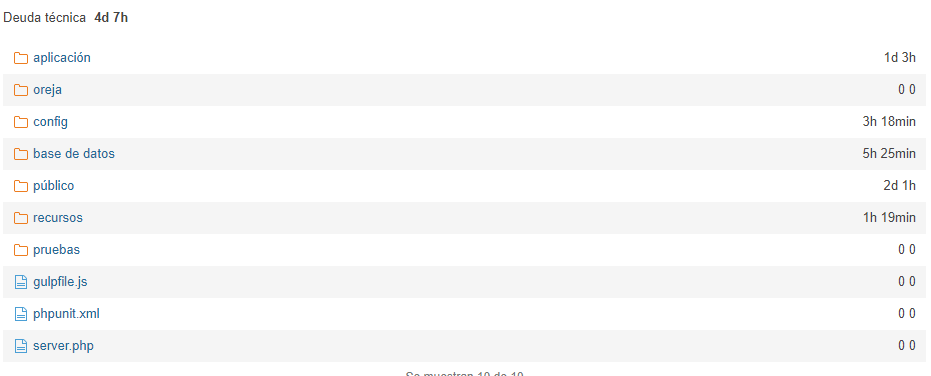 Deuda técnica 4d 7h
aplicación 1d 3h
oreja 0 0
config 3h 18min
base de datos 5h 25min
público 2d 1h
recursos 1h 19min
pruebas 0 0
gulpfile.js 0 0
phpunit.xml 0 0
server.php 0 0
Se muestran 10 de 10